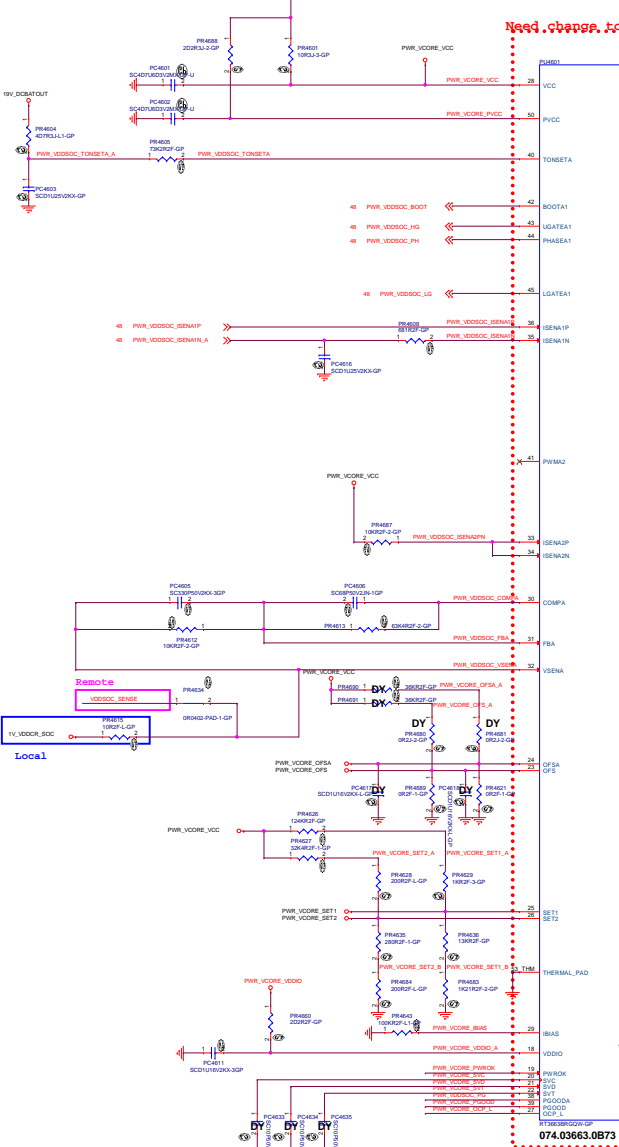 Need change to
PR4688
2D2R3J-2-GP
PR4601
10R3J-3-GP
PWR_VCORE_VCC
PU4601
PC4601
SC4D7U6D3V2MX-GP-U
PWR_VCORE_VCC
28
VCC
19V_DCBATOUT
PC4602
SC4D7U6D3V2MX-GP-U
PWR_VCORE_PVCC
50
PVCC
PR4604
4D7R3J-L1-GP
PR4605
73K2R2F-GP
PWR_VDDSOC_TONSETA_A
PWR_VDDSOC_TONSETA
40
TONSETA
PC4603
SCD1U25V2KX-GP
48 PWR_VDDSOC_BOOT
42
BOOTA1
48 PWR_VDDSOC_HG
43
UGATEA1
48 PWR_VDDSOC_PH
44
PHASEA1
48 PWR_VDDSOC_LG
45
LGATEA1
48 PWR_VDDSOC_ISENA1P
PWR_VDDSOC_ISENA1P
36
ISENA1P
PR4608
681R2F-GP
48 PWR_VDDSOC_ISENA1N_A
35
ISENA1N
PC4616
SCD1U25V2KX-GP
41
PWMA2
PWR_VCORE_VCC
PR4687
10KR2F-2-GP
PWR_VDDSOC_ISENA2PN
33
ISENA2P
34
ISENA2N
PC4605
SC330P50V2KX-3GP
PC4606
SC68P50V2JN-1GP
PWR_VDDSOC_COMPA
30
COMPA
PR4612
10KR2F-2-GP
PR4613
63K4R2F-2-GP
PWR_VDDSOC_FBA
31
FBA
PWR_VDDSOC_VSENA
32
VSENA
Remote
VDDSOC_SENSE
PR4634
0R0402-PAD-1-GP
PWR_VCORE_VCC
PR4690
DY
36KR2F-GP
PWR_VCORE_OFSA_A
PR4691
DY
36KR2F-GP
PWR_VCORE_OFS_A
1V_VDDCR_SOC
PR4615
10R2F-L-GP
Local
DY
PR4680
0R2J-2-GP
DY
PR4681
0R2J-2-GP
PWR_VCORE_OFSA
24
OFSA
PWR_VCORE_OFS
23
OFS
PC4617
DY
SCD1U16V2KX-L-GP
PR4689
0R2F-1-GP
PC4618
DY
PR4621
0R2F-1-GP
PR4626
124KR2F-GP
PWR_VCORE_VCC
PR4627
32K4R2F-1-GP
PWR_VCORE_SET2_A
PWR_VCORE_SET1_A
PR4628
200R2F-L-GP
PR4629
1KR2F-3-GP
PWR_VCORE_SET1
25
SET1
PWR_VCORE_SET2
26
SET2
PR4635
280R2F-1-GP
PR4636
13KR2F-GP
PWR_VCORE_SET2_B
PWR_VCORE_SET1_B
THM
THERMAL_PAD
PR4684
200R2F-L-GP
PR4683
1K21R2F-2-GP
PWR_VCORE_VDDIO
PR4660
2D2R2F-GP
PR4643
100KR2F-L1-GP
PWR_VCORE_IBIAS
29
IBIAS
PWR_VCORE_VDDIO_A
18
VDDIO
PC4611
SCD1U16V2KX-3GP
PWR_VCORE_PWROK
19
PWROK
PWR_VCORE_SVC
20
SVC
PWR_VCORE_SVD
21
SVD
PWR_VCORE_SVT
22
SVT
VDDSOC_PG
38
PGOODA
PWR_VCORE_PGOOD
39
PGOOD
PWR_VCORE_OCP_L
27
OCP_L
PC4633
DY
PC4634
DY
PC4635
DY
RT3663BRGQW-GP
074.03663.0B73